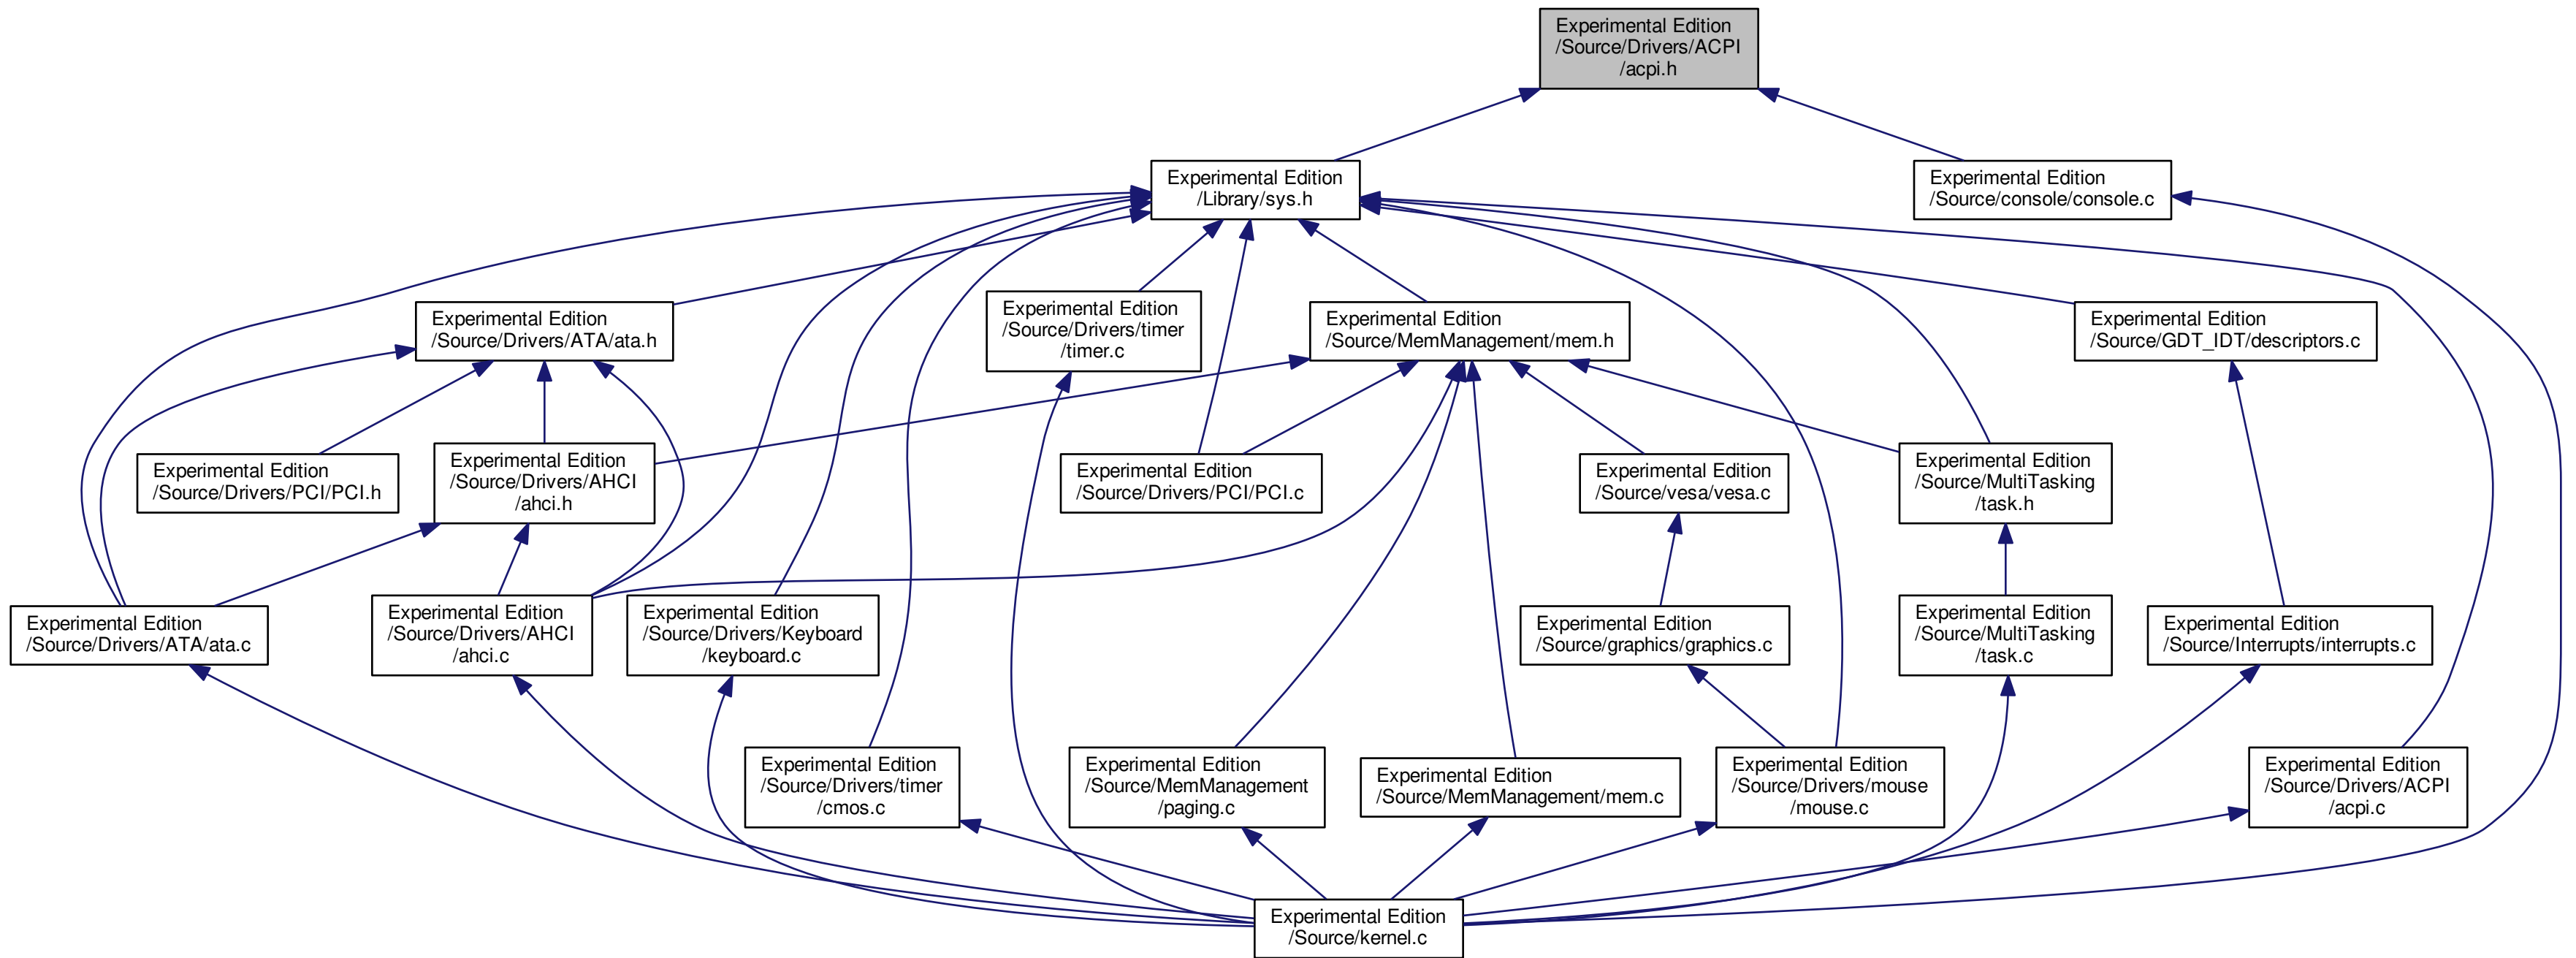 Experimental Edition
/Source/Drivers/ACPI
/acpi.h
Experimental Edition
/Library/sys.h
Experimental Edition
/Source/console/console.c
Experimental Edition
/Source/Drivers/ATA/ata.h
Experimental Edition
/Source/Drivers/timer
/timer.c
Experimental Edition
/Source/MemManagement/mem.h
Experimental Edition
/Source/GDT_IDT/descriptors.c
Experimental Edition
/Source/Drivers/PCI/PCI.h
Experimental Edition
/Source/Drivers/AHCI
/ahci.h
Experimental Edition
/Source/Drivers/PCI/PCI.c
Experimental Edition
/Source/vesa/vesa.c
Experimental Edition
/Source/MultiTasking
/task.h
Experimental Edition
/Source/Drivers/ATA/ata.c
Experimental Edition
/Source/Drivers/AHCI
/ahci.c
Experimental Edition
/Source/Drivers/Keyboard
/keyboard.c
Experimental Edition
/Source/graphics/graphics.c
Experimental Edition
/Source/MultiTasking
/task.c
Experimental Edition
/Source/Interrupts/interrupts.c
Experimental Edition
/Source/Drivers/timer
/cmos.c
Experimental Edition
/Source/MemManagement
/paging.c
Experimental Edition
/Source/MemManagement/mem.c
Experimental Edition
/Source/Drivers/mouse
/mouse.c
Experimental Edition
/Source/Drivers/ACPI
/acpi.c
Experimental Edition
/Source/kernel.c